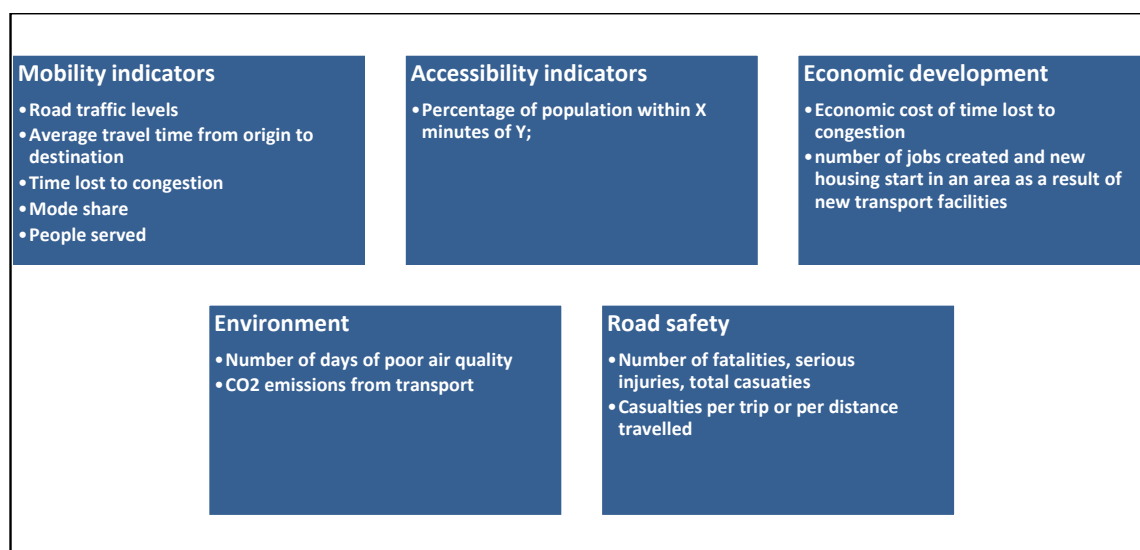 Mobility indicators
•Road traffic levels
•Average travel time from origin to
destination
•Time lost to congestion
•Mode share
•People served
Accessibility indicators
•Percentage of population within X
minutes of Y;
Economic development
•Economic cost of time lost to
congestion
•number of jobs created and new
housing start in an area as a result of
new transport facilities
Environment
•Number of days of poor air quality
•CO2 emissions from transport
Road safety
•Number of fatalities, serious
injuries, total casuaties
•Casualties per trip or per distance
travelled